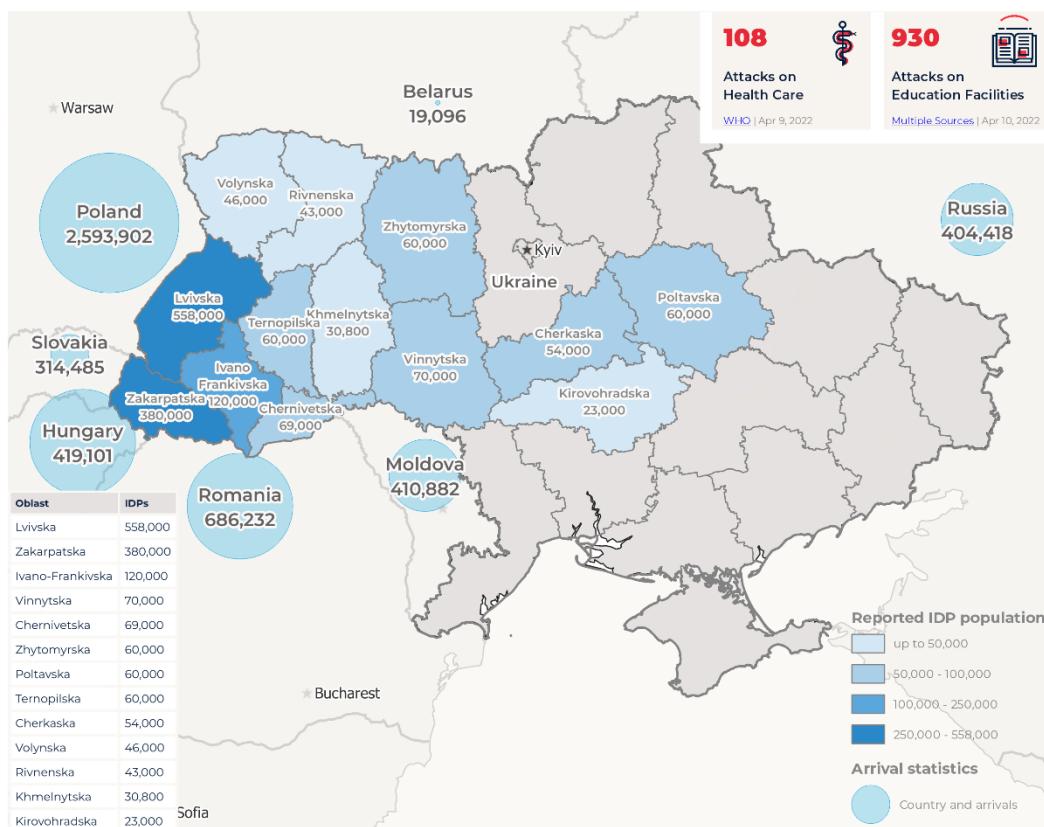 108
Attacks on
Health Care
WHO | Apr 9, 2022
930
Attacks on
Education Facilities
Multiple Sources | Apr 10, 2022
Warsaw
Belarus
19,096
Poland
2,593,902
Volynska
46,000
Rivnenska
43,000
Zhytomyrska
60,000
Kyiv
Ukraine
Russia
404,418
Lvivska
558,000
Ternopilska
60,000
Khmelnytska
30,800
Poltavska
60,000
Cherkaska
54,000
Vinnytska
70,000
Slovakia
314,485
Ivano
Frankivska
120,000
Zakarpatska
380,000
Chernivetska
69,000
Kirovohradska
23,000
Hungary
419,101
Romania
686,232
Moldova
410,882
Oblast IDPs
Lvivska 558,000
Zakarpatska 380,000
Ivano-Frankivska 120,000
Vinnytska 70,000
Chernivetska 69,000
Zhytomyrska 60,000
Poltavska 60,000
Ternopilska 60,000
Cherkaska 54,000
Volynska 46,000
Rivnenska 43,000
Khmelnytska 30,800
Kirovohradska 23,000
Bucharest
Sofia
Reported IDP population
up to 50,000
50,000 - 100,000
100,000 - 250,000
250,000 - 558,000
Arrival statistics
Country and arrivals